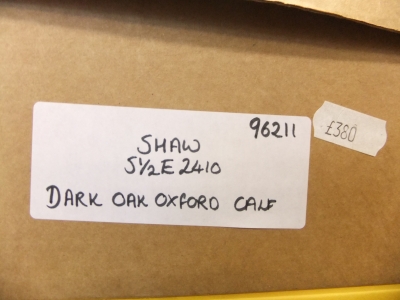 96211
£380
SHAW
5½E 2410
DARK OAK OXFORD CALF